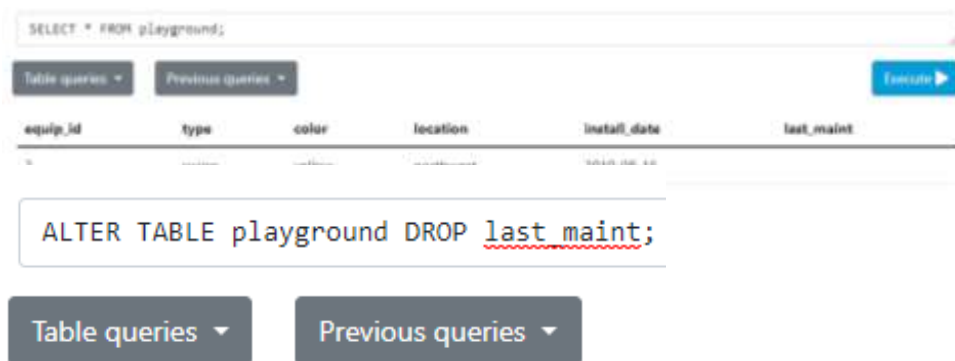 SELECT * FROM playground;
Table queries
Previous queries
Execute
equip_id type color location install_date last_maint
ALTER TABLE playground DROP last_maint;
Table queries
Previous queries